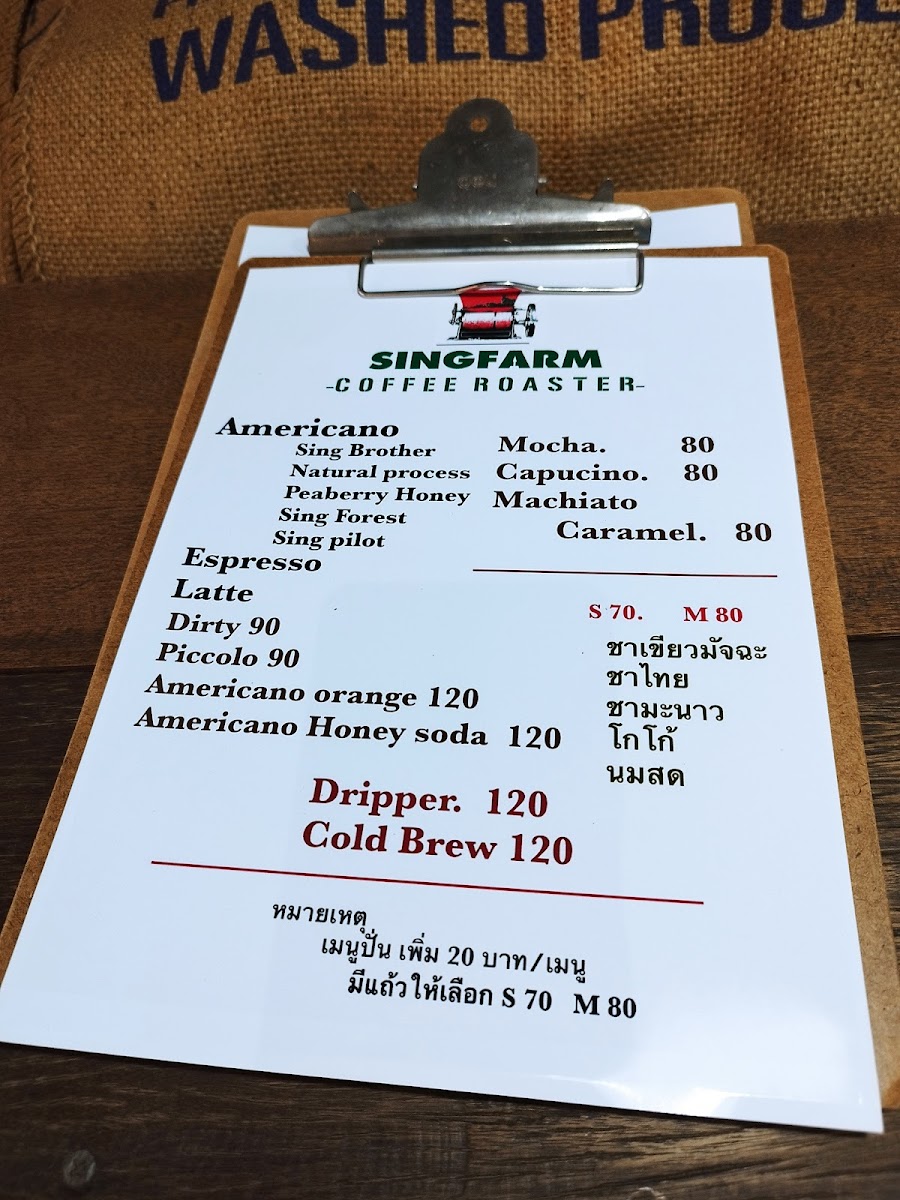 WASHED
SINGFARM
-COFFEE ROASTER-
Americano
Sing Brother
Natural process
Peaberry Honey
Sing Forest
Sing pilot
Espresso
Latte
Dirty 90
Piccolo 90
Americano orange 120
Americano Honey soda 120
Mocha. 80
Capucino. 80
Machiato
Caramel. 80
S 70. M 80
ชาเขียวมัจฉะ
ชาไทย
ชามะนาว
โกโก้
นมสด
Dripper. 120
Cold Brew 120
หมายเหตุ
เมนูปั่น เพิ่ม 20 บาท/เมนู
มีแถ้วให้เลือก S 70 M 80